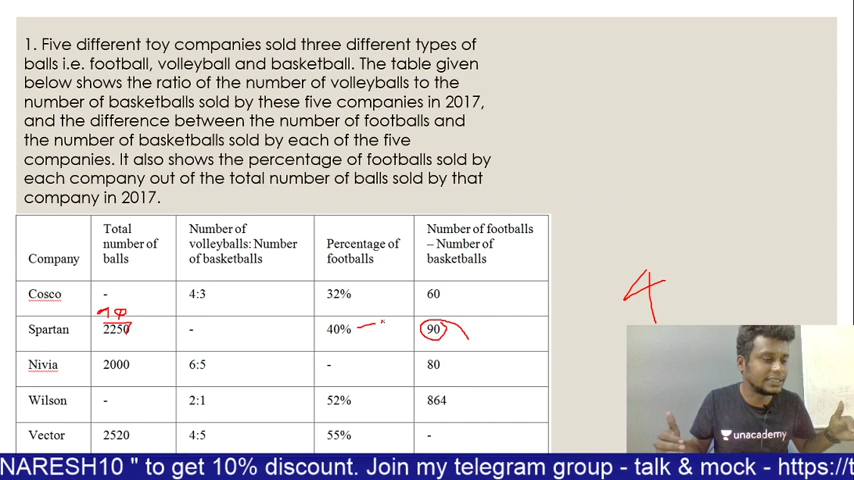 1. Five different toy companies sold three different types of
balls i.e. football, volleyball and basketball. The table given
below shows the ratio of the number of volleyballs to the
number of basketballs sold by these five companies in 2017,
and the difference between the number of footballs and
the number of basketballs sold by each of the five
companies. It also shows the percentage of footballs sold by
each company out of the total number of balls sold by that
company in 2017.
Company Total number of balls Number of volleyballs: Number of basketballs Percentage of footballs Number of footballs – Number of basketballs
Cosco - 4:3 32% 60
Spartan 2250 - 40% 90
Nivia 2000 6:5 - 80
Wilson - 2:1 52% 864
Vector 2520 4:5 55% -
4
unacademy
NARESH10 " to get 10% discount. Join my telegram group - talk & mock - https://t